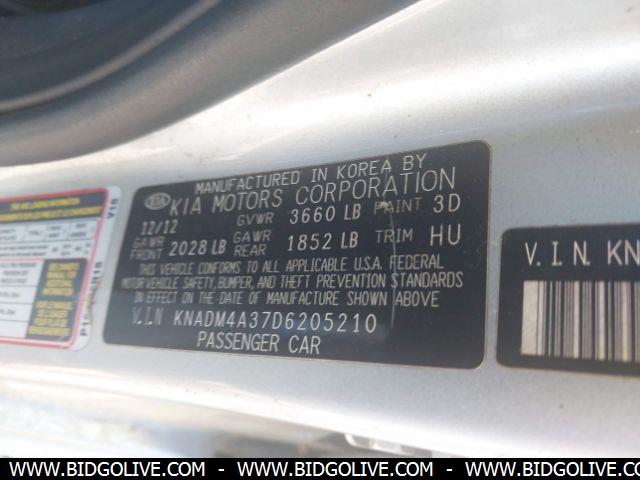 MANUFACTURED IN KOREA BY
KIA KIA MOTORS CORPORATION
12/12 GVWR 3660 LB PAINT 3D
GAWR FRONT 2028 LB GAWR REAR 1852 LB TRIM HU
THIS VEHICLE CONFORMS TO ALL APPLICABLE U.S.A. FEDERAL
MOTOR VEHICLE SAFETY, BUMPER, AND THEFT PREVENTION STANDARDS
IN EFFECT ON THE DATE OF MANUFACTURE SHOWN ABOVE
V.I.N KNADM4A37D6205210
PASSENGER CAR
V.I.N. KN
WWW.BIDGOLIVE.COM - WWW.BIDGOLIVE.COM - WWW.BIDGOLIVE.COM